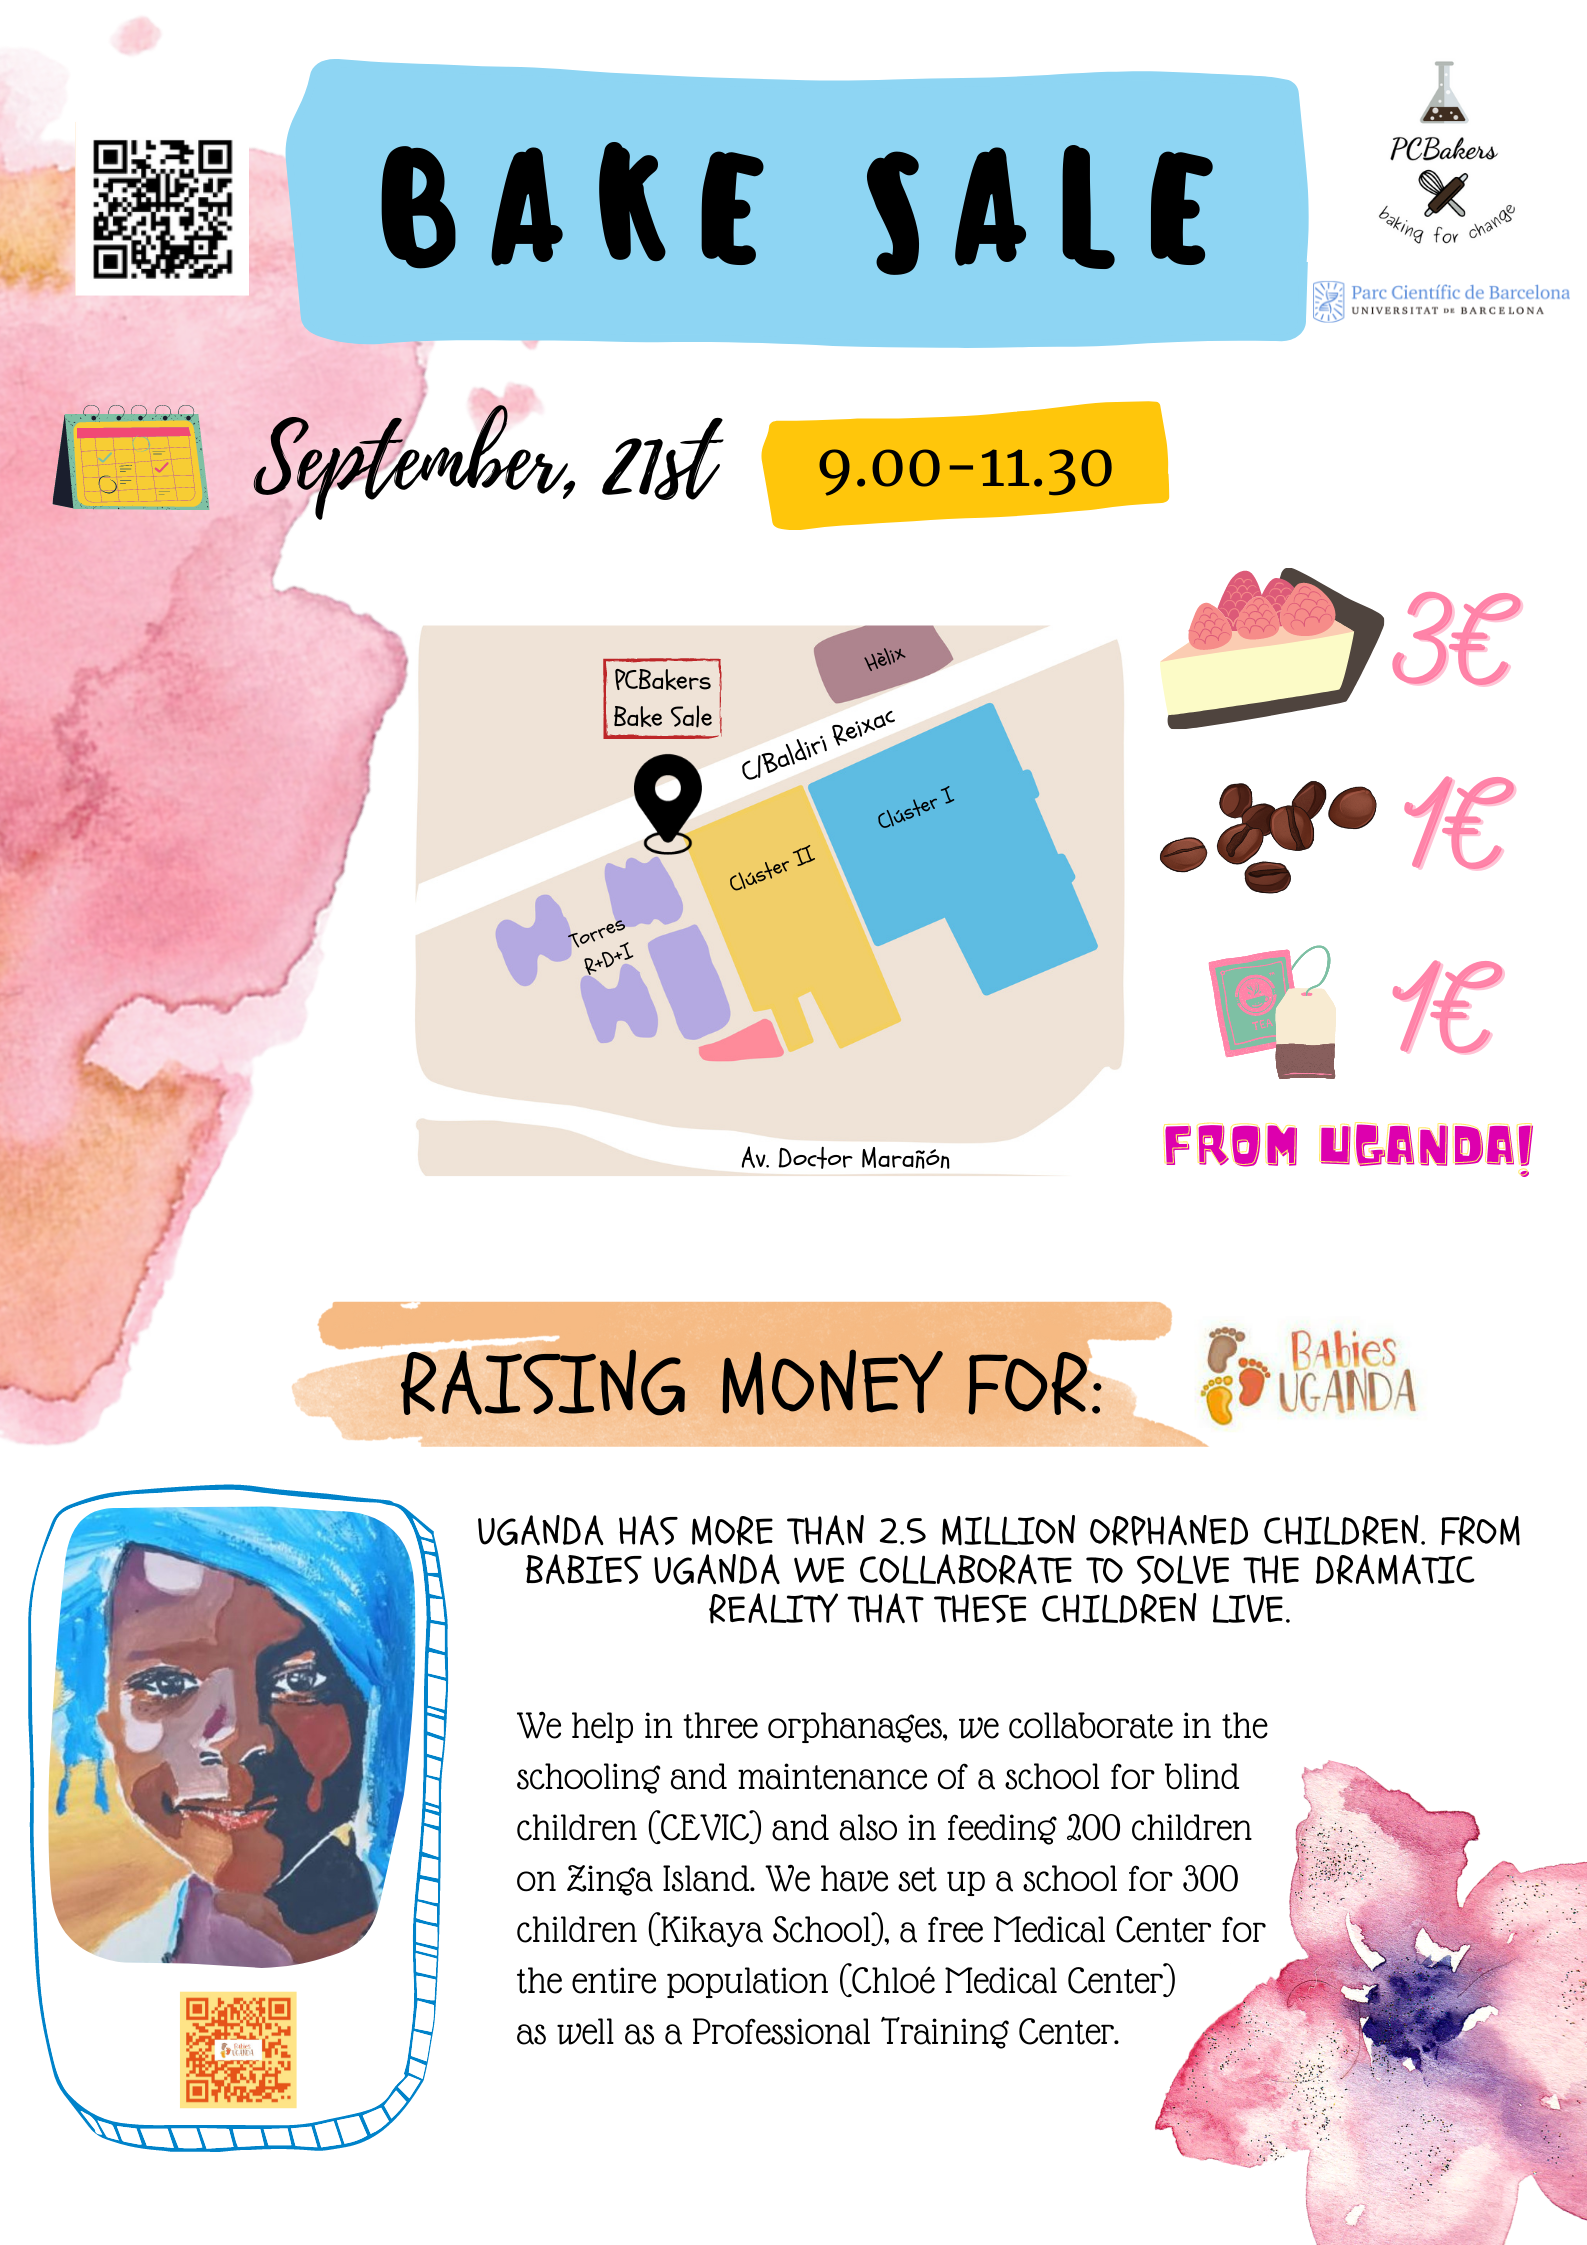 BAKE SALE
PCBakers
baking for change
Parc Científic de Barcelona
UNIVERSITAT DE BARCELONA
September, 21st
9.00-11.30
PCBakers
Bake Sale
Hèlix
C/Baldiri Reixac
Clúster I
Clúster II
Torres
R+D+I
Av. Doctor Marañón
3€
1€
1€
FROM UGANDA!
RAISING MONEY FOR:
BAbies
UGANDA
UGANDA HAS MORE THAN 2.5 MILLION ORPHANED CHILDREN. FROM
BABIES UGANDA WE COLLABORATE TO SOLVE THE DRAMATIC
REALITY THAT THESE CHILDREN LIVE.
We help in three orphanages, we collaborate in the
schooling and maintenance of a school for blind
children (CEVIC) and also in feeding 200 children
on Zinga Island. We have set up a school for 300
children (Kikaya School), a free Medical Center for
the entire population (Chloé Medical Center)
as well as a Professional Training Center.
BAbies
UGANDA